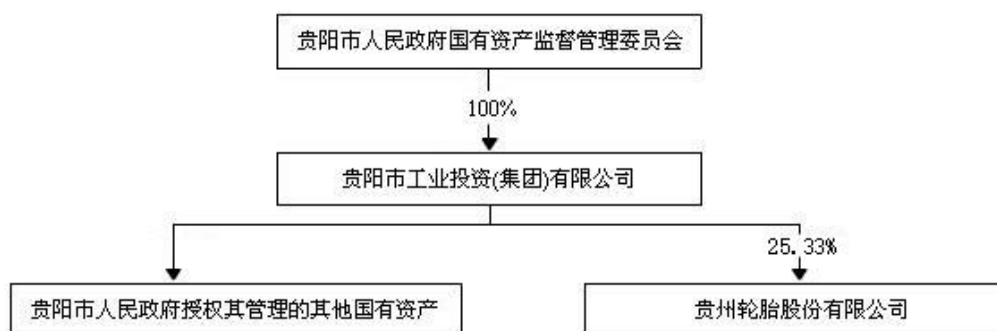 贵阳市人民政府国有资产监督管理委员会
100%
贵阳市工业投资(集团)有限公司
25.33%
贵阳市人民政府授权其管理的其他国有资产
贵州轮胎股份有限公司